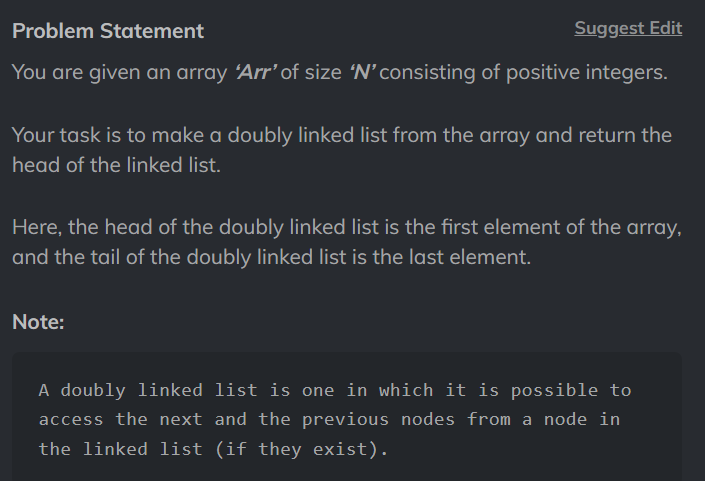 Problem Statement
Suggest Edit
You are given an array ‘Arr’ of size ‘N’ consisting of positive integers.
Your task is to make a doubly linked list from the array and return the
head of the linked list.
Here, the head of the doubly linked list is the first element of the array,
and the tail of the doubly linked list is the last element.
Note:
A doubly linked list is one in which it is possible to
access the next and the previous nodes from a node in
the linked list (if they exist).